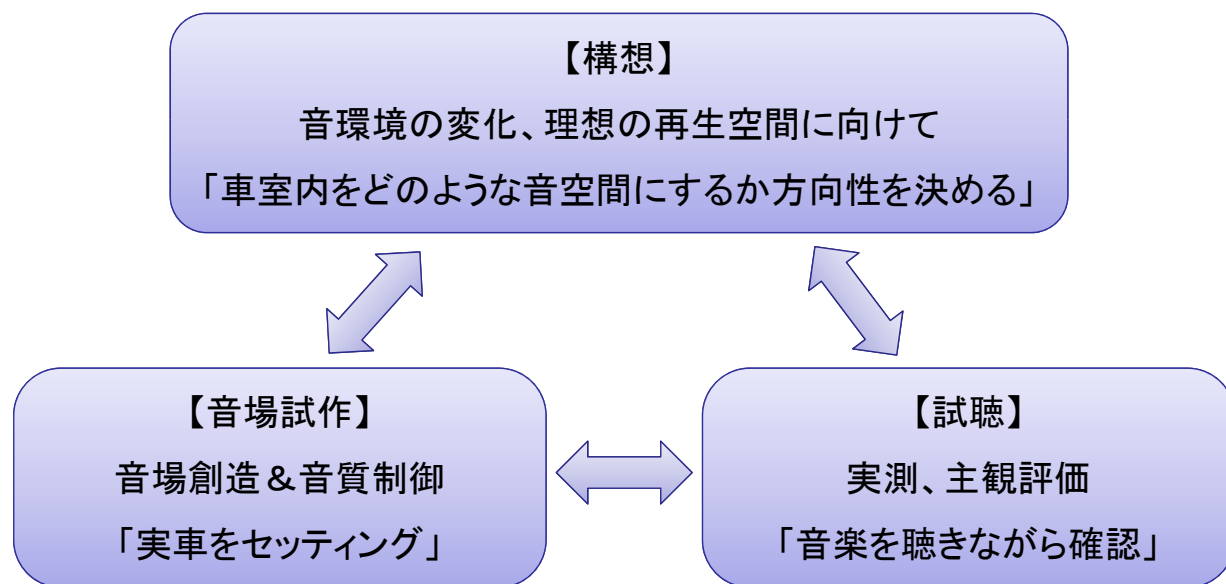 【構想】
音環境の変化、理想の再生空間に向けて
「車室内をどのような音空間にするか方向性を決める」
【音場試作】
音場創造＆音質制御
「実車をセッティング」
【試聴】
実測、主観評価
「音楽を聴きながら確認」